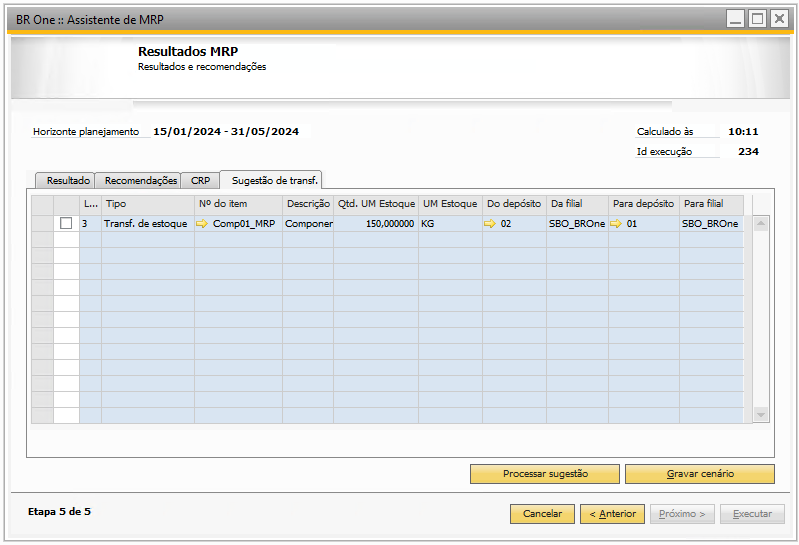 BR One :: Assistente de MRP
Resultados MRP
Resultados e recomendações
Horizonte planejamento 15/01/2024 - 31/05/2024
Calculado às 10:11
Id execução 234
Resultado Recomendações CRP Sugestão de transf.
L... Tipo Nº do item Descrição Qtd. UM Estoque UM Estoque Do depósito Da filial Para depósito Para filial
3 Transf. de estoque Comp01_MRP Componer 150,000000 KG 02 SBO_BROne 01 SBO_BROne
Processar sugestão Gravar cenário
Etapa 5 de 5
Cancelar < Anterior Próximo > Executar